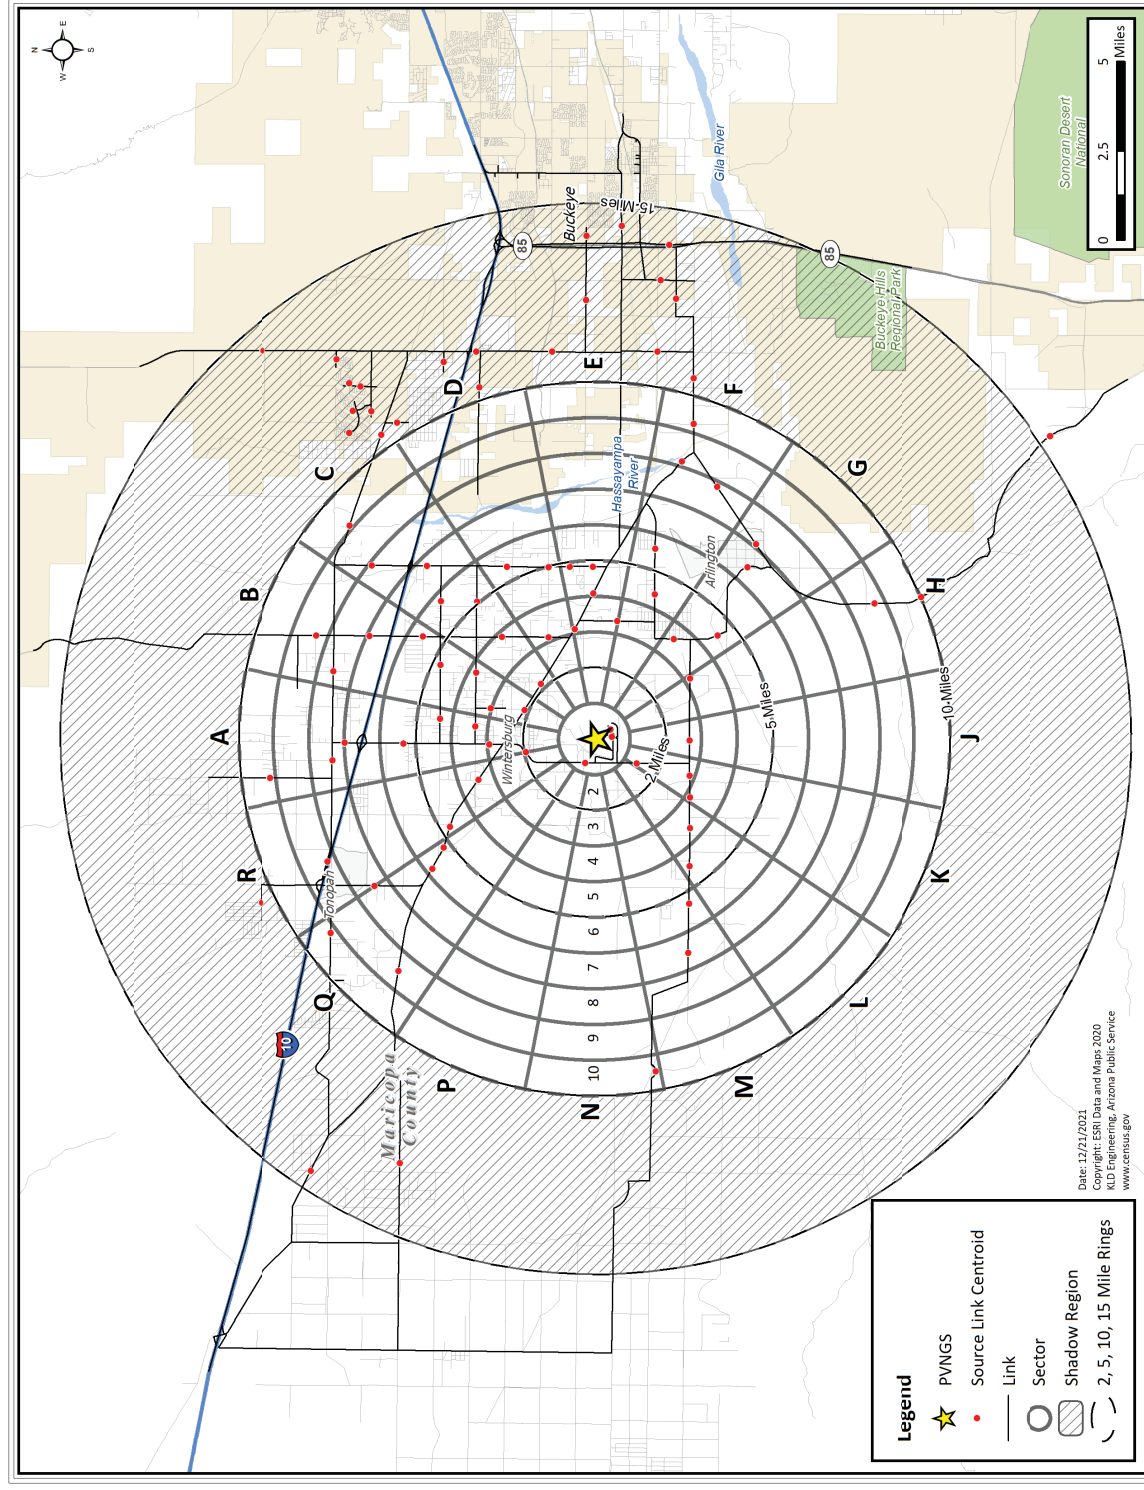 N
W
E
S
Gila River
Sonoran Desert
National
0
2.5
5
Miles
15 Miles
Buckeye
85
85
Buckeye Hills
Regional Park
D
E
F
C
G
Hassayampa
River
Arlington
B
H
A
Wintersburg
2 Miles
5 Miles
10 Miles
J
2
3
4
5
6
7
8
9
10
R
Tonopah
K
Q
L
10
P
N
M
Maricopa
County
Date: 12/21/2021
Copyright: ESRI Data and Maps 2020
KLD Engineering, Arizona Public Service
www.census.gov
Legend
PVNGS
Source Link Centroid
Link
Sector
Shadow Region
2, 5, 10, 15 Mile Rings